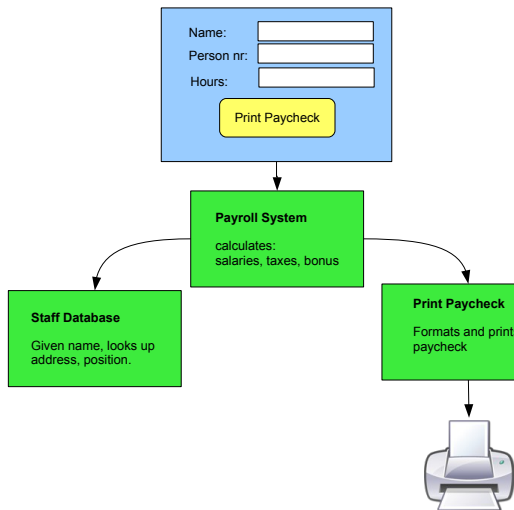 Name:
Person nr:
Hours:
Print Paycheck
Payroll System
calculates:
salaries, taxes, bonus
Staff Database
Given name, looks up
address, position.
Print Paycheck
Formats and print
paycheck